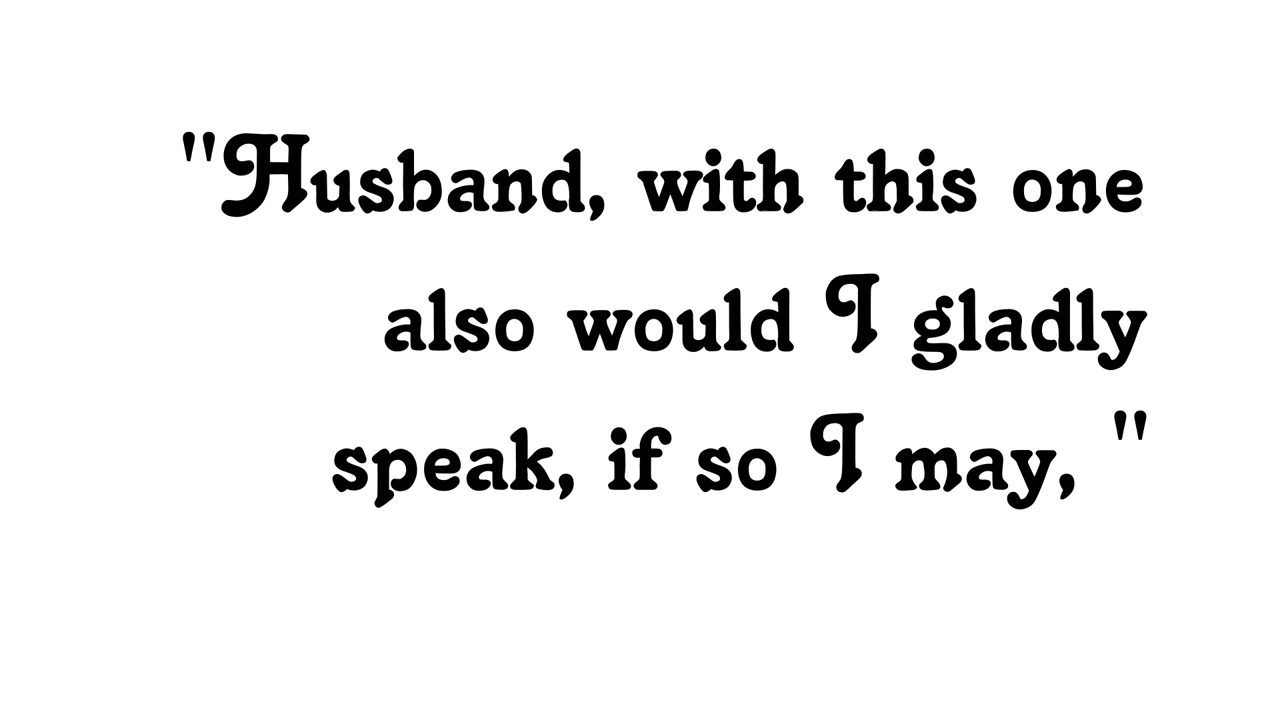 "Husband, with this one
also would I gladly
speak, if so I may, "